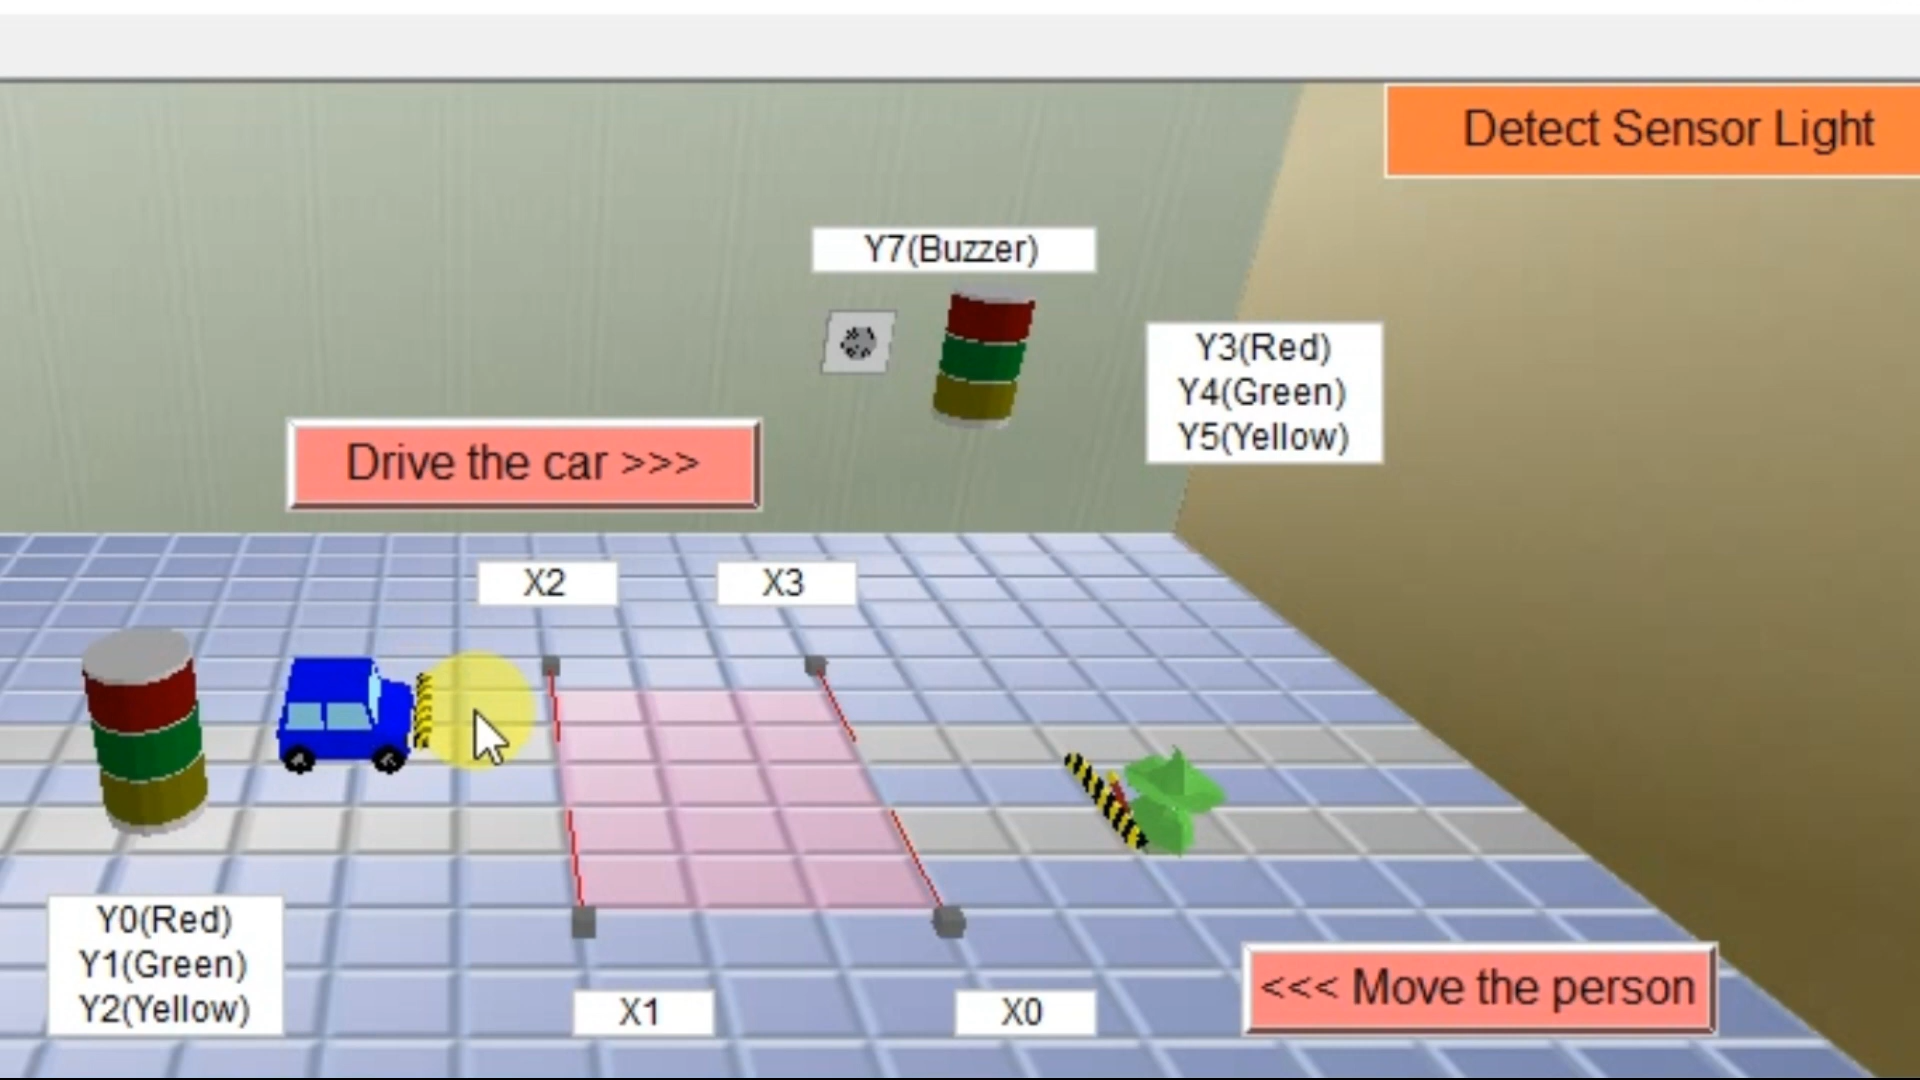 Detect Sensor Light
Y7(Buzzer)
Y3(Red)
Y4(Green)
Y5(Yellow)
Drive the car >>>
X2
X3
Y0(Red)
Y1(Green)
Y2(Yellow)
X1
X0
<<< Move the person